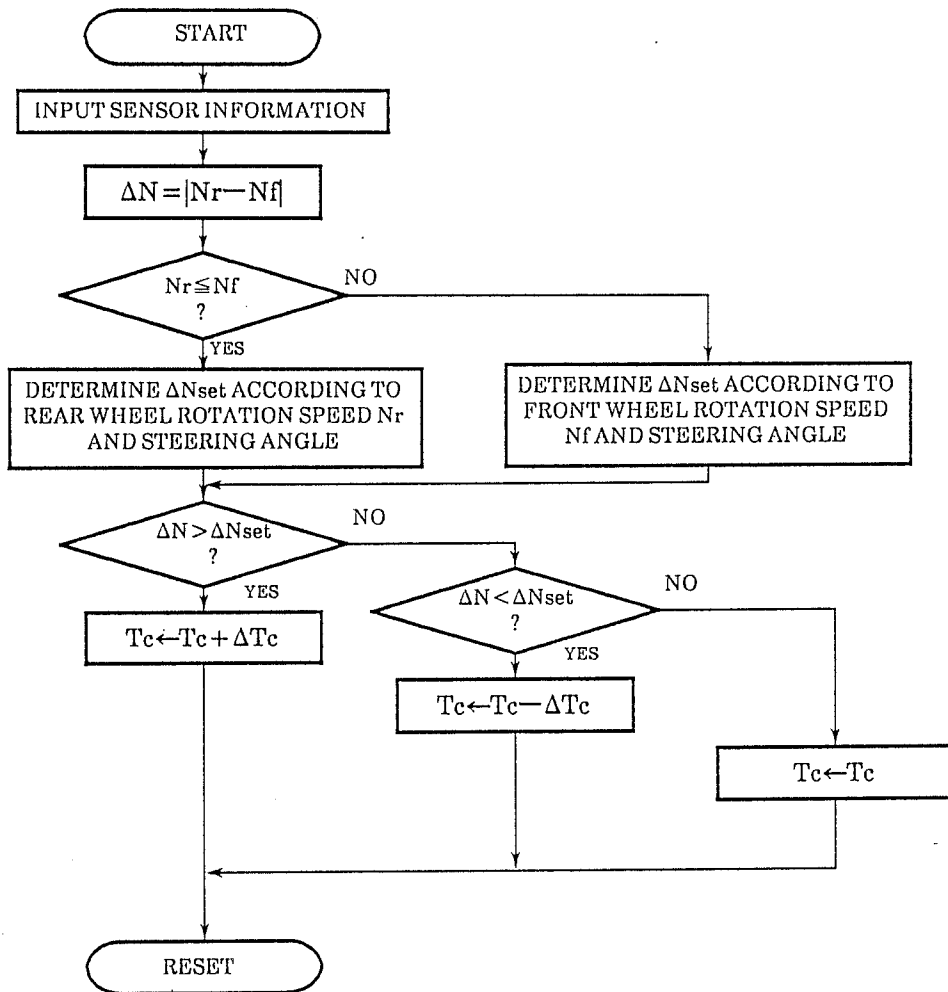 START
INPUT SENSOR INFORMATION
ΔN=|Nr−Nf|
Nr≦Nf
?
NO
YES
DETERMINE ΔNset ACCORDING TO
REAR WHEEL ROTATION SPEED Nr
AND STEERING ANGLE
DETERMINE ΔNset ACCORDING TO
FRONT WHEEL ROTATION SPEED
Nf AND STEERING ANGLE
ΔN>ΔNset
?
NO
YES
Tc←Tc+ΔTc
ΔN<ΔNset
?
NO
YES
Tc←Tc−ΔTc
Tc←Tc
RESET